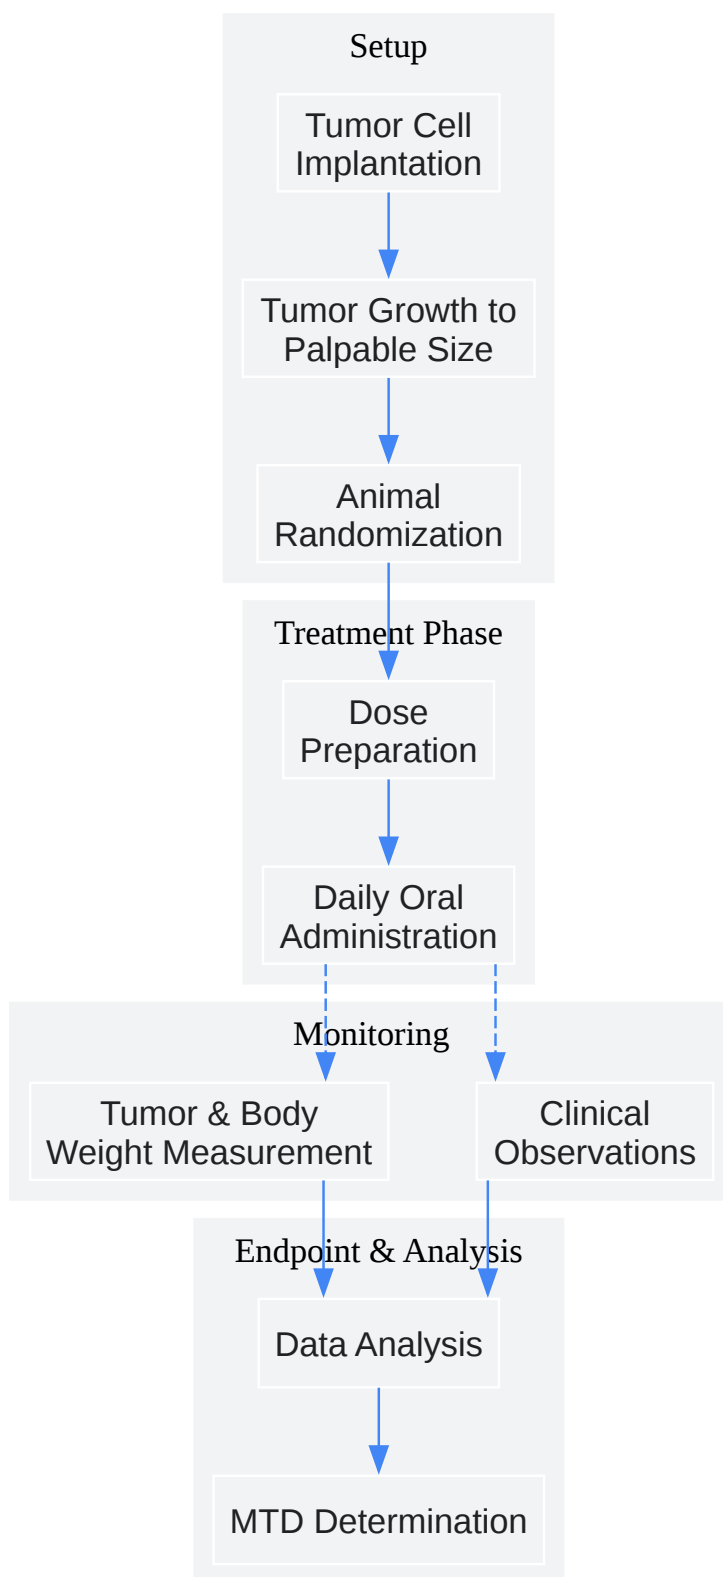 Setup
Tumor Cell
Implantation
Tumor Growth to
Palpable Size
Animal
Randomization
Treatment Phase
Dose
Preparation
Daily Oral
Administration
Monitoring
Tumor & Body
Weight Measurement
Clinical
Observations
Endpoint & Analysis
Data Analysis
MTD Determination